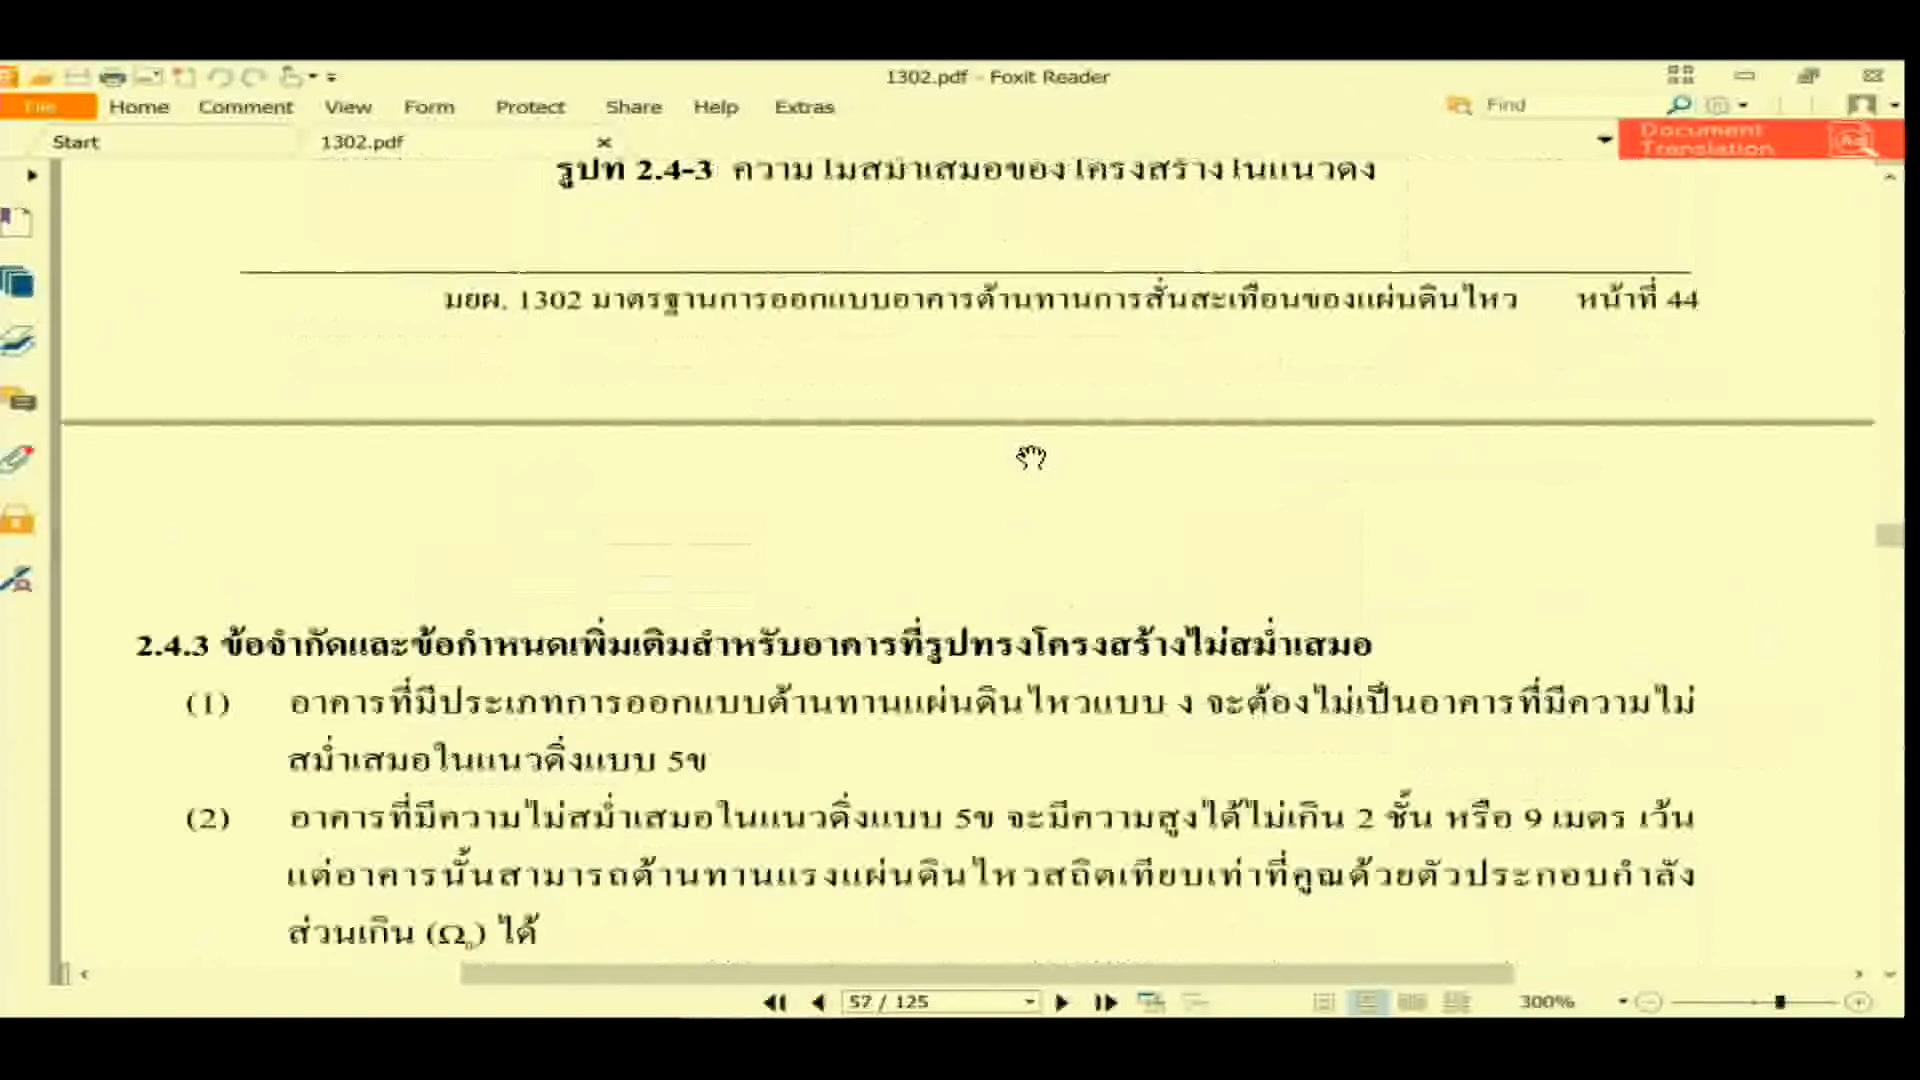 1302.pdf - Foxit Reader
File Home Comment View Form Protect Share Help Extras
Find
Start
1302.pdf
Document
Translation
รูปที่ 2.4-3 ความไม่สม่ำเสมอของโครงสร้างในแนวดิ่ง
มยผ. 1302 มาตรฐานการออกแบบอาคารต้านทานการสั่นสะเทือนของแผ่นดินไหว หน้าที่ 44
2.4.3 ข้อจำกัดและข้อกำหนดเพิ่มเติมสำหรับอาคารที่รูปทรงโครงสร้างไม่สม่ำเสมอ
(1) อาคารที่มีประเภทการออกแบบต้านทานแผ่นดินไหวแบบ ง จะต้องไม่เป็นอาคารที่มีความไม่
สม่ำเสมอในแนวดิ่งแบบ 5ข
(2) อาคารที่มีความไม่สม่ำเสมอในแนวดิ่งแบบ 5ข จะมีความสูงได้ไม่เกิน 2 ชั้น หรือ 9 เมตร เว้น
แต่อาคารนั้นสามารถต้านทานแรงแผ่นดินไหวสถิตเทียบเท่าที่คูณด้วยตัวประกอบกำลัง
ส่วนเกิน (Ω₀) ได้
57 / 125
300%